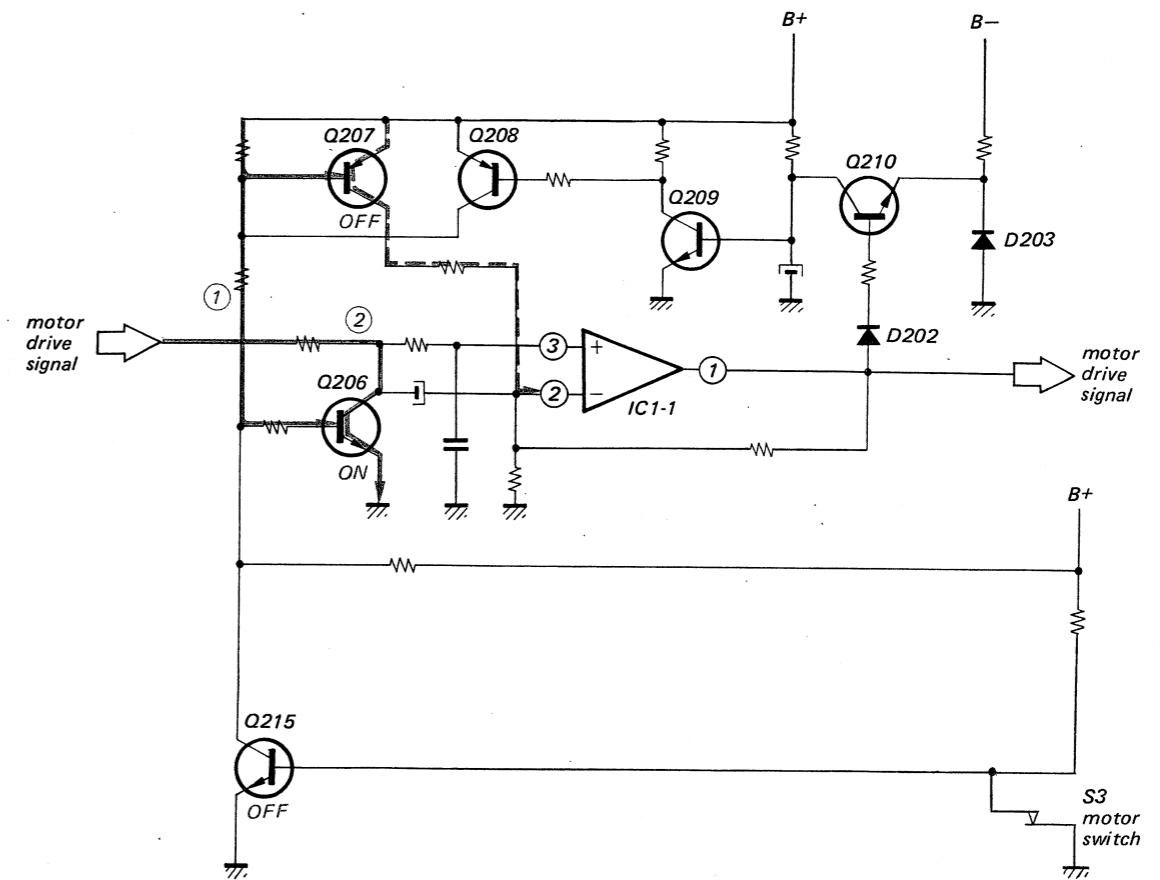 B+
B−
Q207
Q208
Q210
Q209
OFF
D203
①
②
motor
drive
signal
③
+
D202
①
motor
drive
signal
Q206
②
−
IC1-1
ON
B+
Q215
OFF
S3
motor
switch